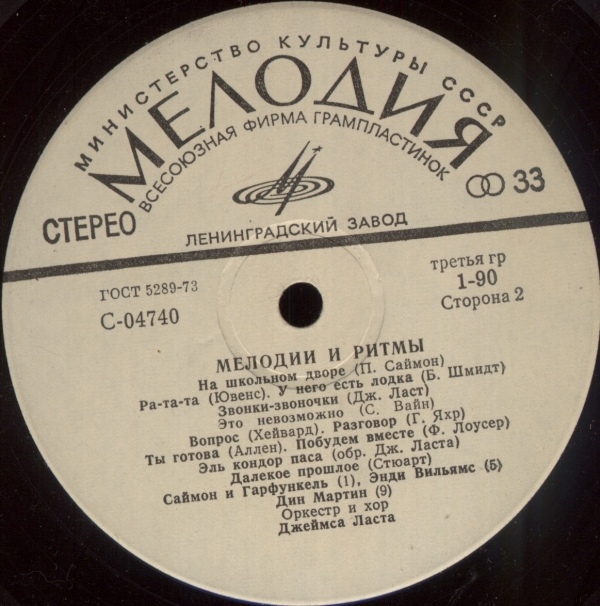 МИНИСТЕРСТВО КУЛЬТУРЫ СССР
МЕЛОДИЯ
ВСЕСОЮЗНАЯ ФИРМА ГРАМПЛАСТИНОК
СТЕРЕО
33
ЛЕНИНГРАДСКИЙ ЗАВОД
ГОСТ 5289-73
С-04740
третья гр
1-90
Сторона 2
МЕЛОДИИ И РИТМЫ
На школьном дворе (П. Саймон)
Ра-та-та (Ювенс). У него есть лодка (Б. Шмидт)
Звонки-звоночки (Дж. Ласт)
Это невозможно (С. Вайн)
Вопрос (Хейвард). Разговор (Г. Яхр)
Ты готова (Аллен). Побудем вместе (Ф. Лоусер)
Эль кондор паса (обр. Дж. Ласта)
Далекое прошлое (Стюарт)
Саймон и Гарфункель (1), Энди Вильямс (5)
Дин Мартин (9)
Оркестр и хор
Джеймса Ласта